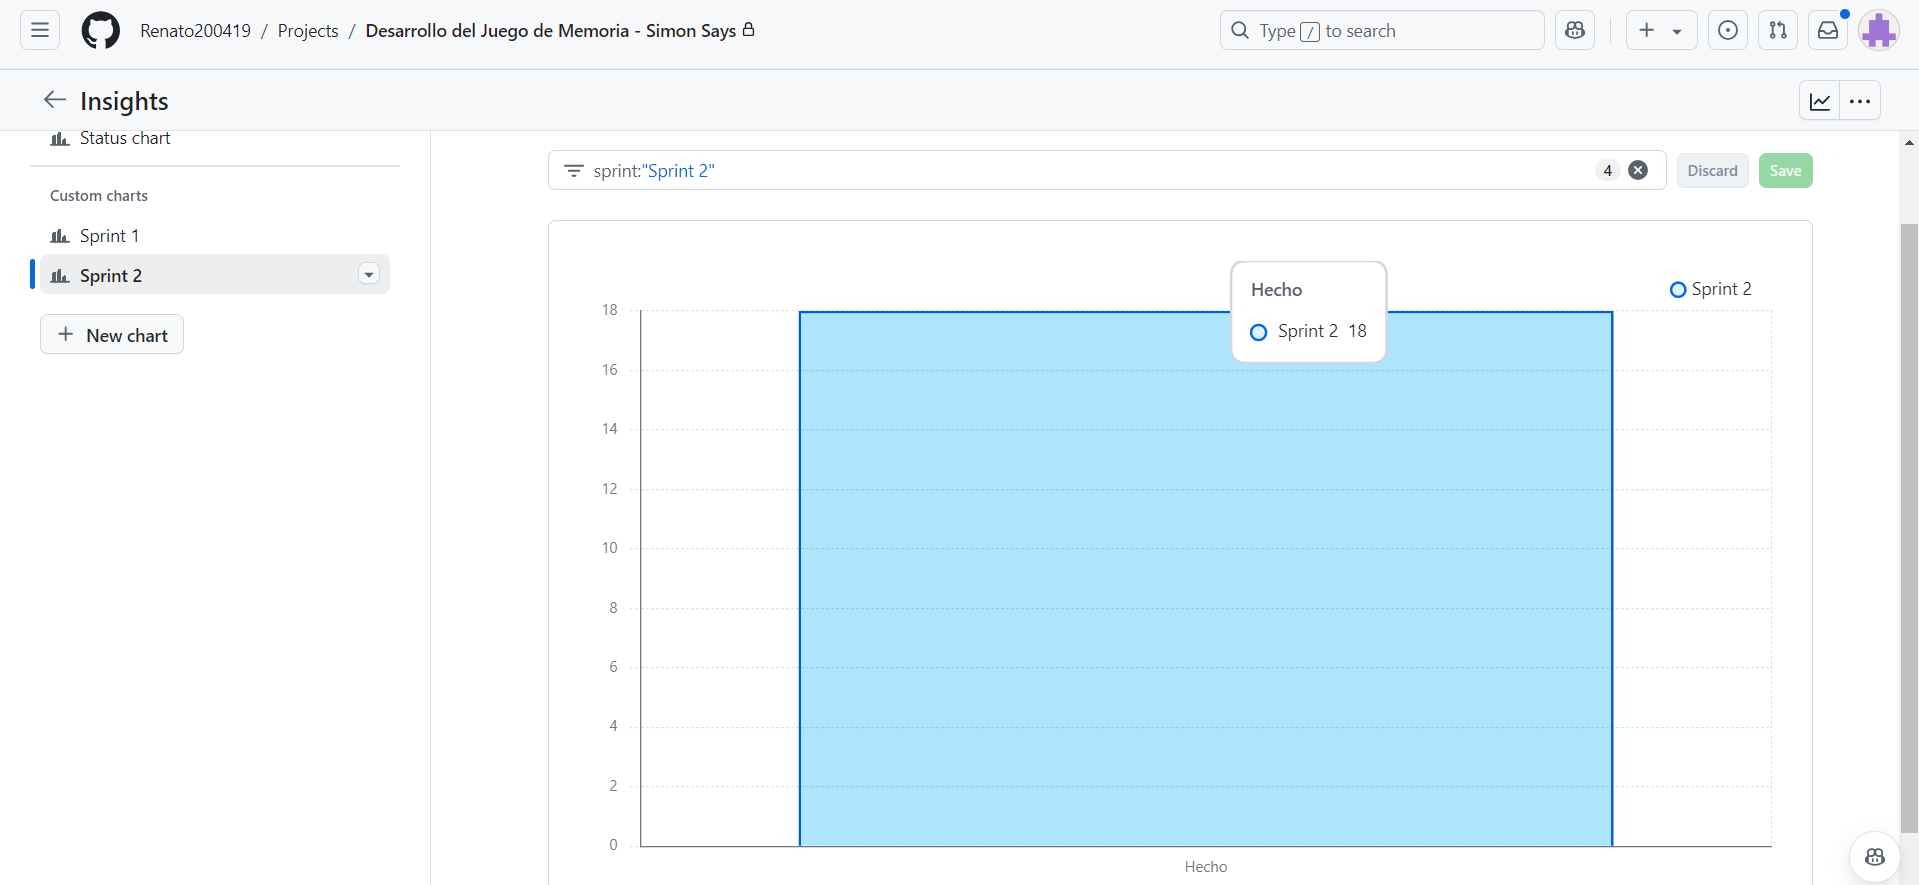 Renato200419 / Projects / Desarrollo del Juego de Memoria - Simon Says
Type / to search
Insights
Status chart
Custom charts
Sprint 1
Sprint 2
New chart
sprint:"Sprint 2"
4
Discard
Save
Hecho
Sprint 2 18
Sprint 2
18
16
14
12
10
8
6
4
2
0
Hecho